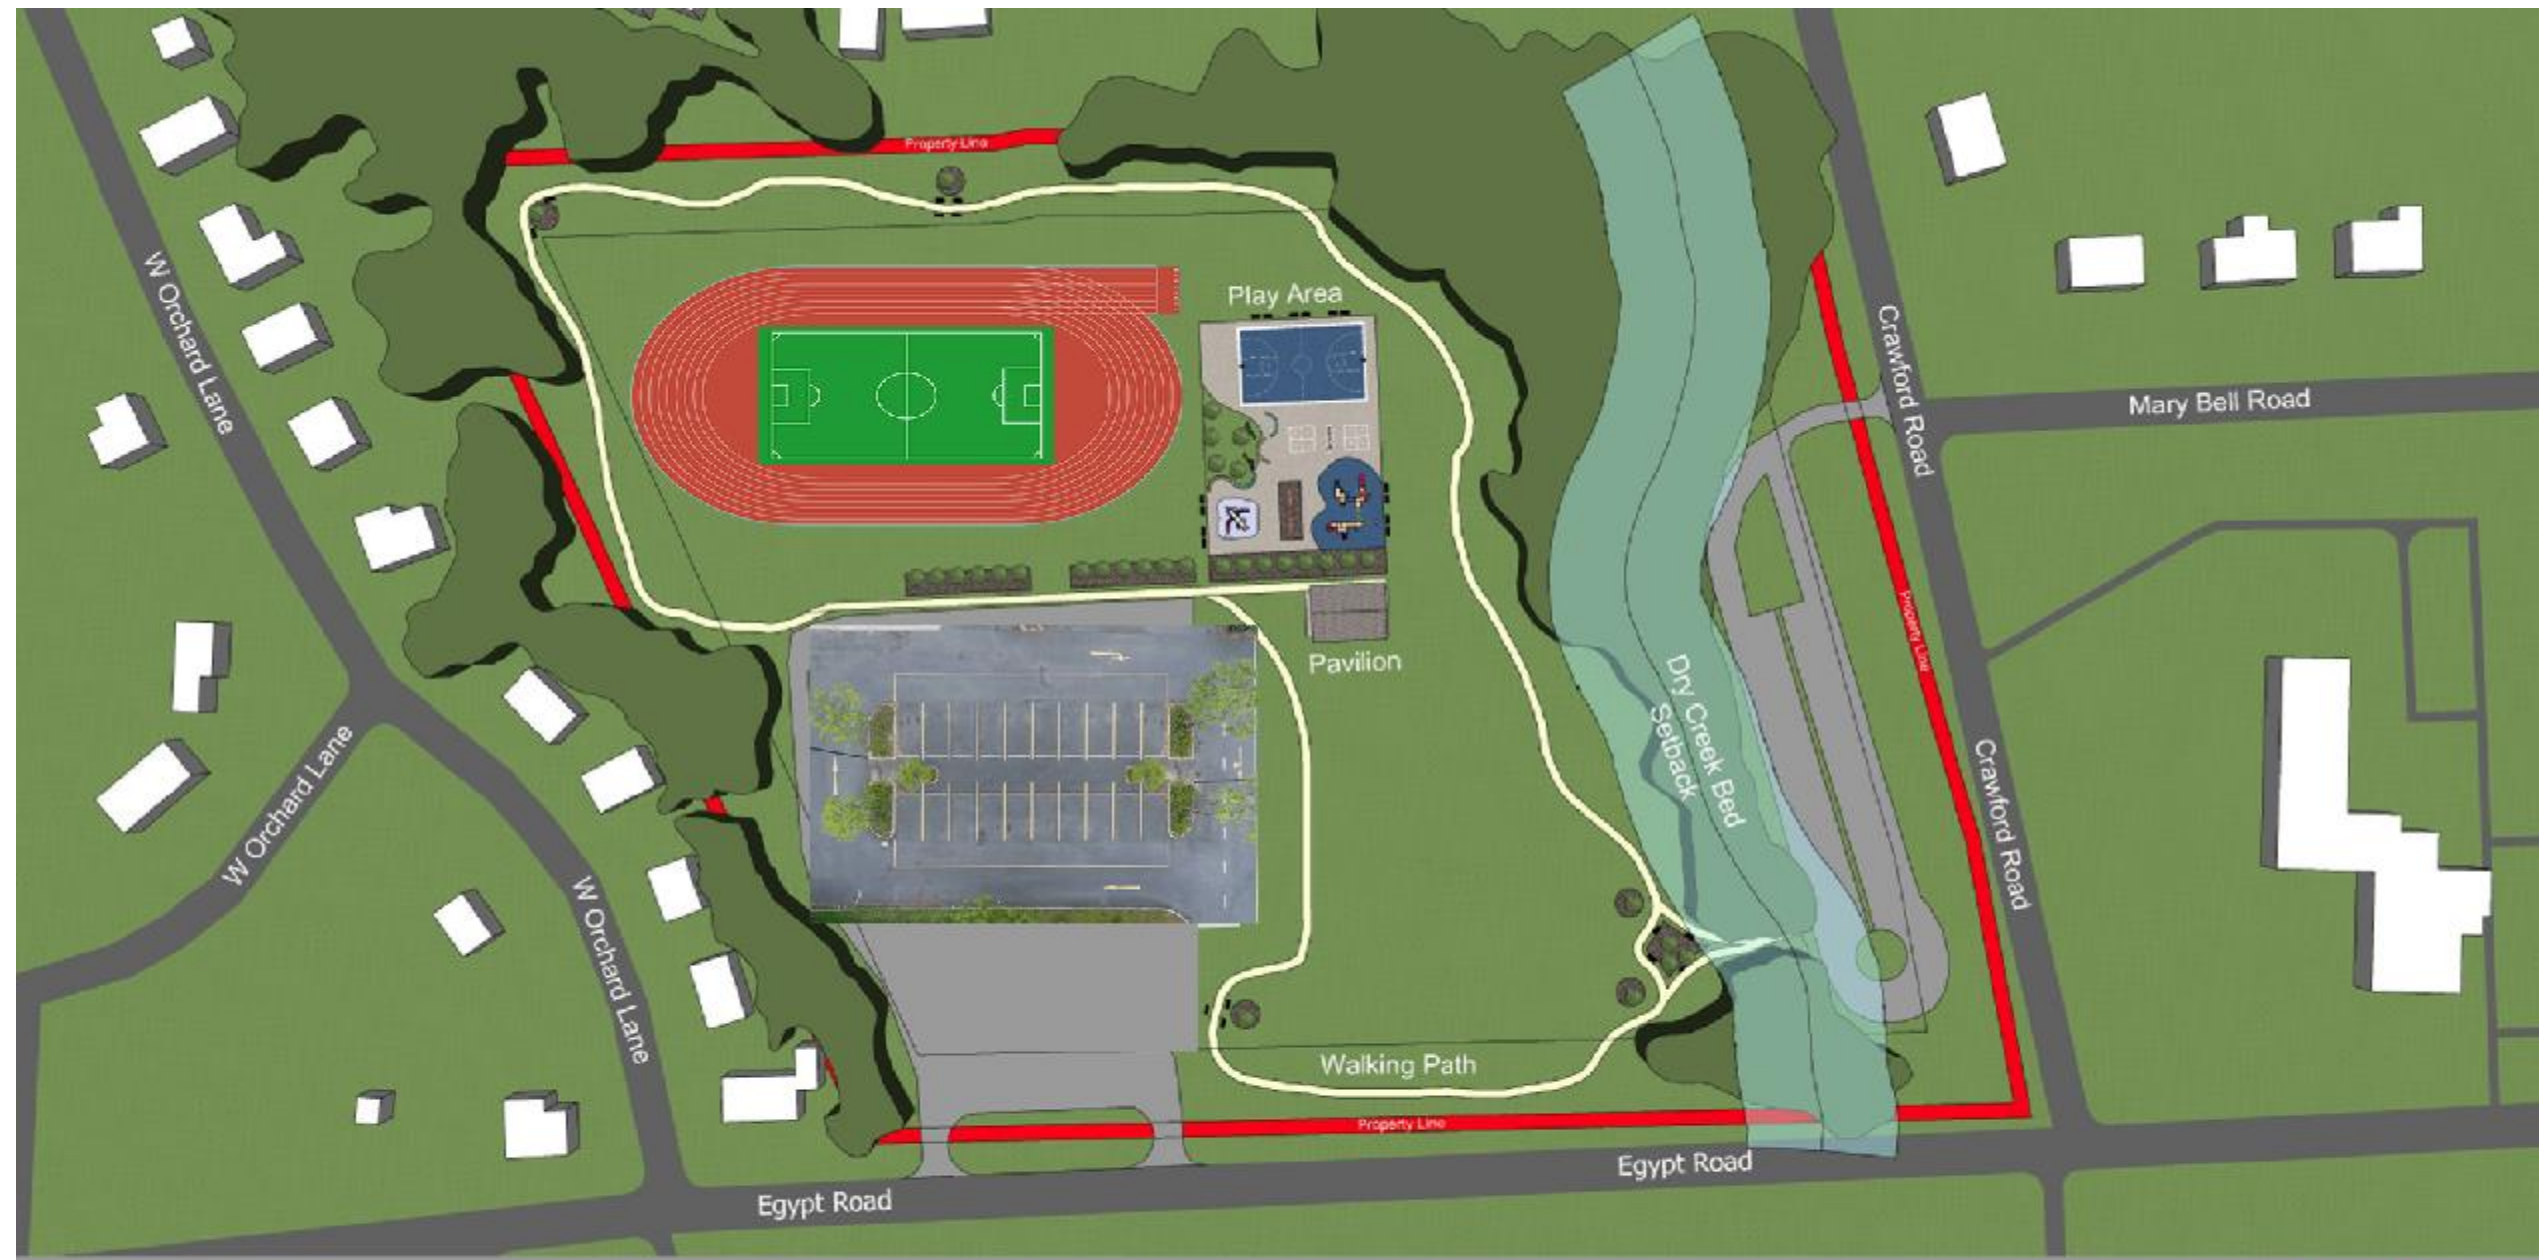 Property Line
W Orchard Lane
Play Area
Crawford Road
Mary Bell Road
Property Line
Pavilion
Dry Creek Bed
Setback
W Orchard Lane
Crawford Road
W Orchard Lane
Walking Path
Property Line
Egypt Road
Egypt Road